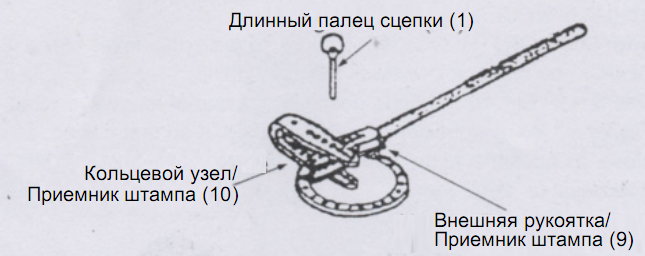 Длинный палец сцепки (1)
Кольцевой узел/
Приемник штампа (10)
Внешняя рукоятка/
Приемник штампа (9)